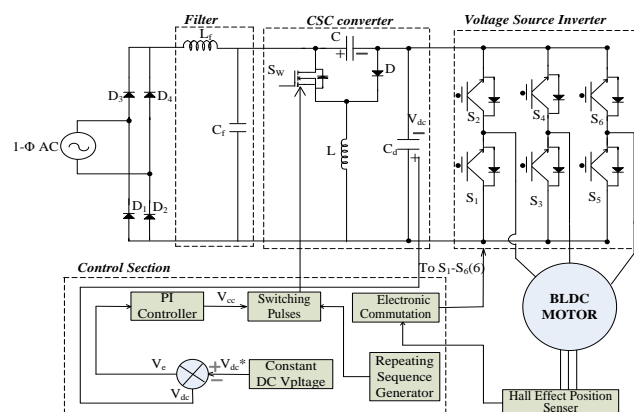 Filter
CSC converter
Voltage Source Inverter
Lf
C
+ −
SW
D
D3
D4
S2
S4
S6
Vdc
−
1-Φ AC
Cf
L
Cd
+
D1
D2
S1
S3
S5
To S1-S6(6)
Control Section
PI Controller
Vcc
Switching Pulses
Electronic Commutation
BLDC MOTOR
Ve
+
−
Vdc*
Vdc
Constant DC Vpltage
Repeating Sequence Generator
Hall Effect Position Senser